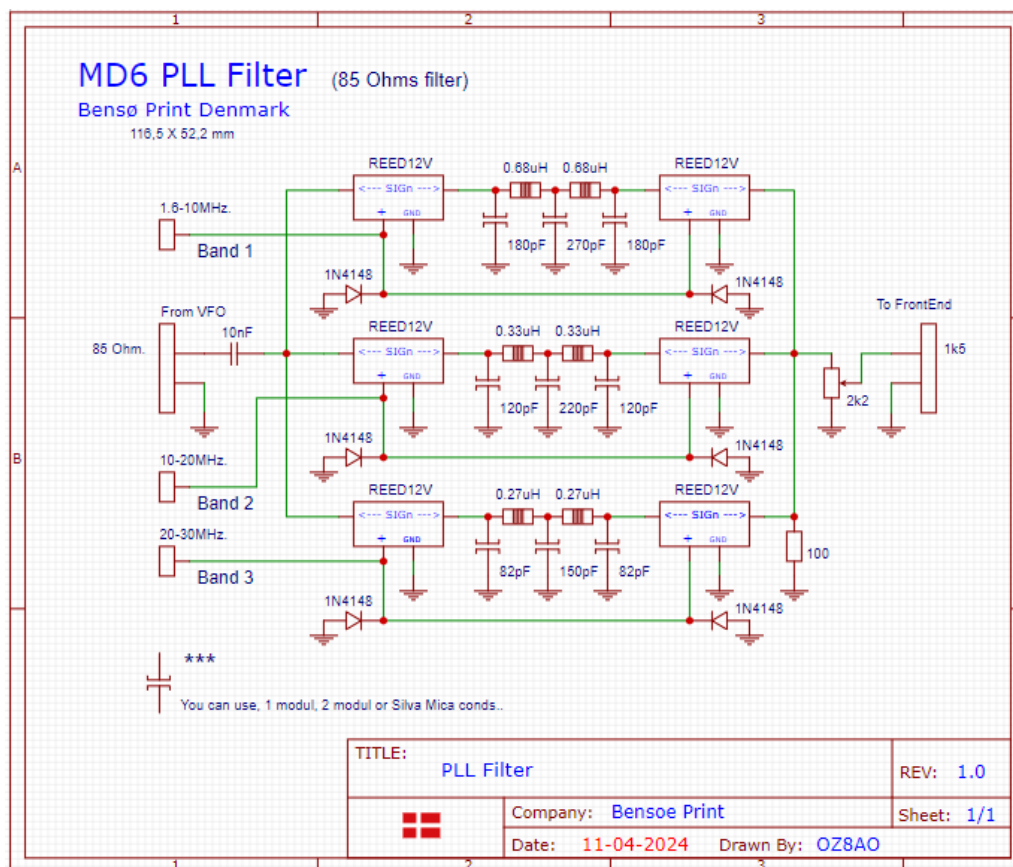 1 2 3
MD6 PLL Filter (85 Ohms filter)
Bensø Print Denmark
116,5 X 52,2 mm
A
REED12V 0.68uH 0.68uH REED12V
<--- SIGn ---> <--- SIGn --->
+ GND + GND
1.6-10MHz.
Band 1
180pF 270pF 180pF
1N4148 1N4148
From VFO
10nF
85 Ohm.
REED12V 0.33uH 0.33uH REED12V
<--- SIGn ---> <--- SIGn --->
+ GND + GND
To FrontEnd
1k5
2k2
120pF 220pF 120pF
1N4148 1N4148
B
10-20MHz.
Band 2
REED12V 0.27uH 0.27uH REED12V
<--- SIGn ---> <--- SIGn --->
+ GND + GND
20-30MHz.
Band 3
82pF 150pF 82pF
100
1N4148 1N4148
***
You can use, 1 modul, 2 modul or Silva Mica conds..
TITLE:
PLL Filter
REV: 1.0
Company: Bensoe Print
Sheet: 1/1
Date: 11-04-2024 Drawn By: OZ8AO
1 2 3